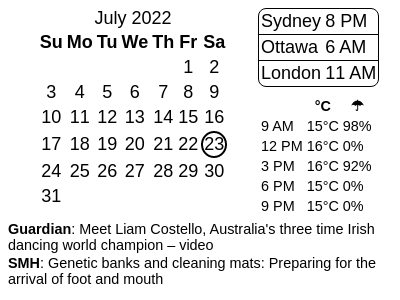 July 2022
Su Mo Tu We Th Fr Sa
1 2
3 4 5 6 7 8 9
10 11 12 13 14 15 16
17 18 19 20 21 22 23
24 25 26 27 28 29 30
31
Sydney 8 PM
Ottawa 6 AM
London 11 AM
°C ☂
9 AM 15°C 98%
12 PM 16°C 0%
3 PM 16°C 92%
6 PM 15°C 0%
9 PM 15°C 0%
Guardian: Meet Liam Costello, Australia's three time Irish
dancing world champion – video
SMH: Genetic banks and cleaning mats: Preparing for the
arrival of foot and mouth